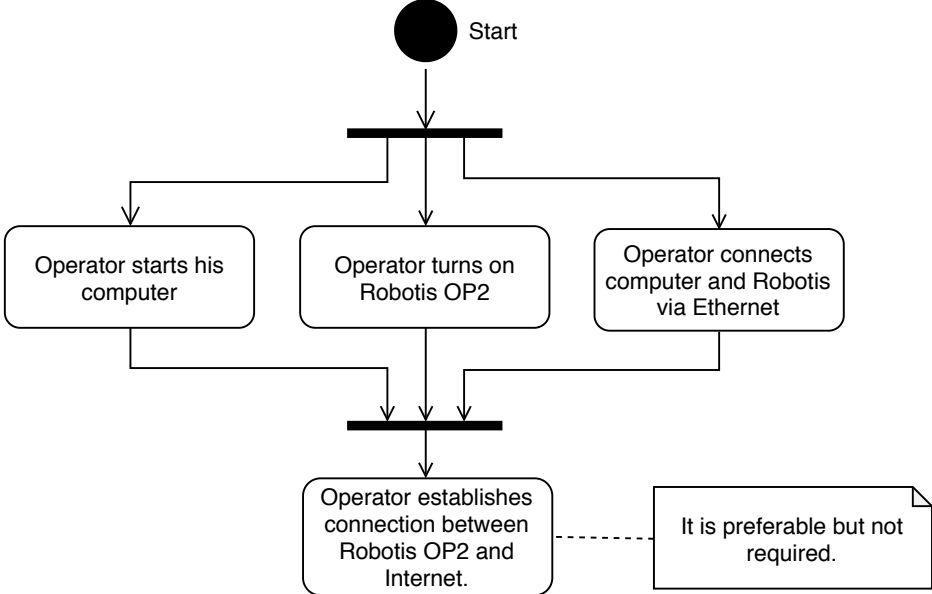 Start
Operator starts his
computer
Operator turns on
Robotis OP2
Operator connects
computer and Robotis
via Ethernet
Operator establishes
connection between
Robotis OP2 and
Internet.
It is preferable but not
required.